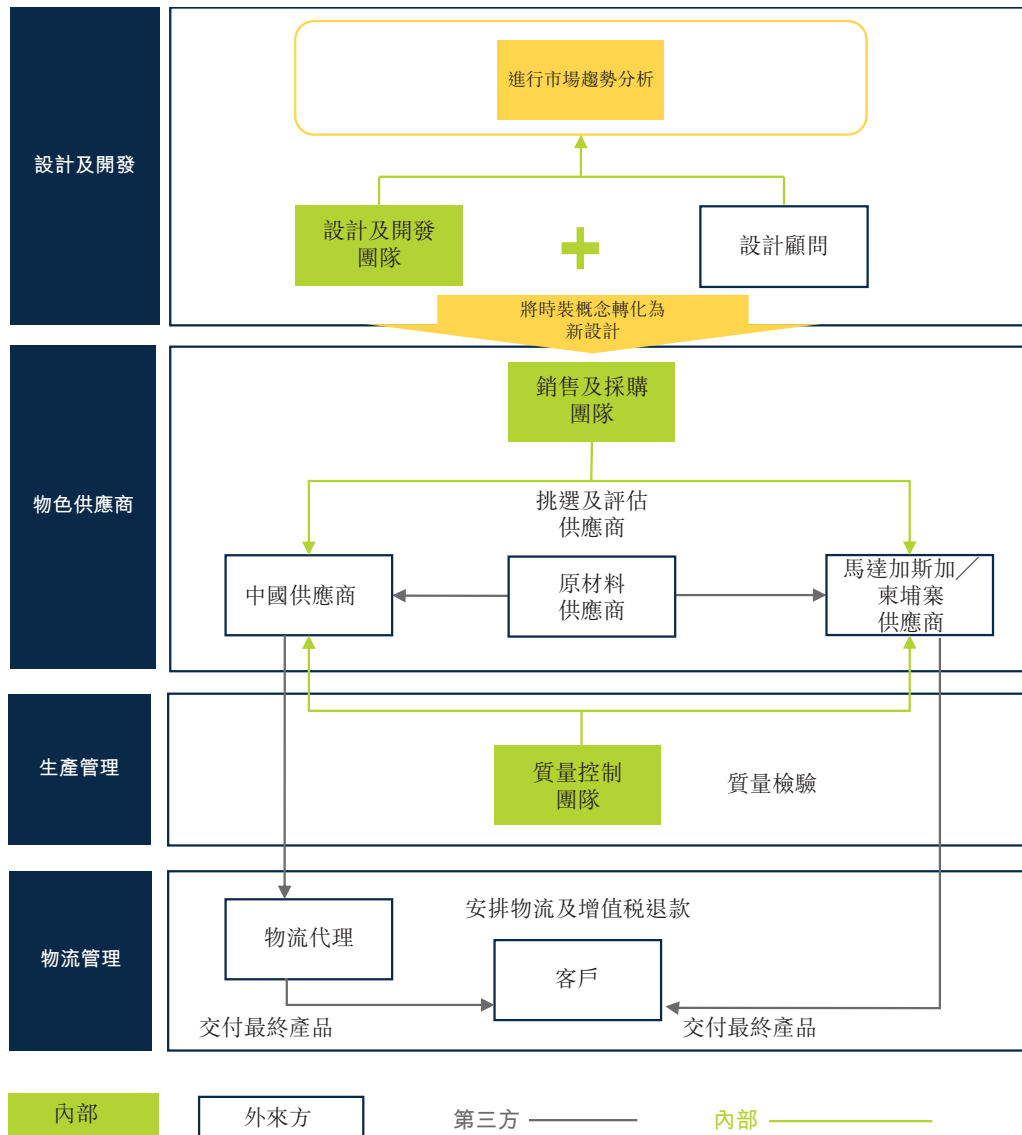 設計及開發
進行市場趨勢分析
設計及開發
團隊
設計顧問
將時裝概念轉化為
新設計
物色供應商
銷售及採購
團隊
挑選及評估
供應商
中國供應商
原材料
供應商
馬達加斯加／
柬埔寨
供應商
生產管理
質量控制
團隊
質量檢驗
物流管理
物流代理
安排物流及增值税退款
客戶
交付最終產品
交付最終產品
內部
外來方
第三方
內部